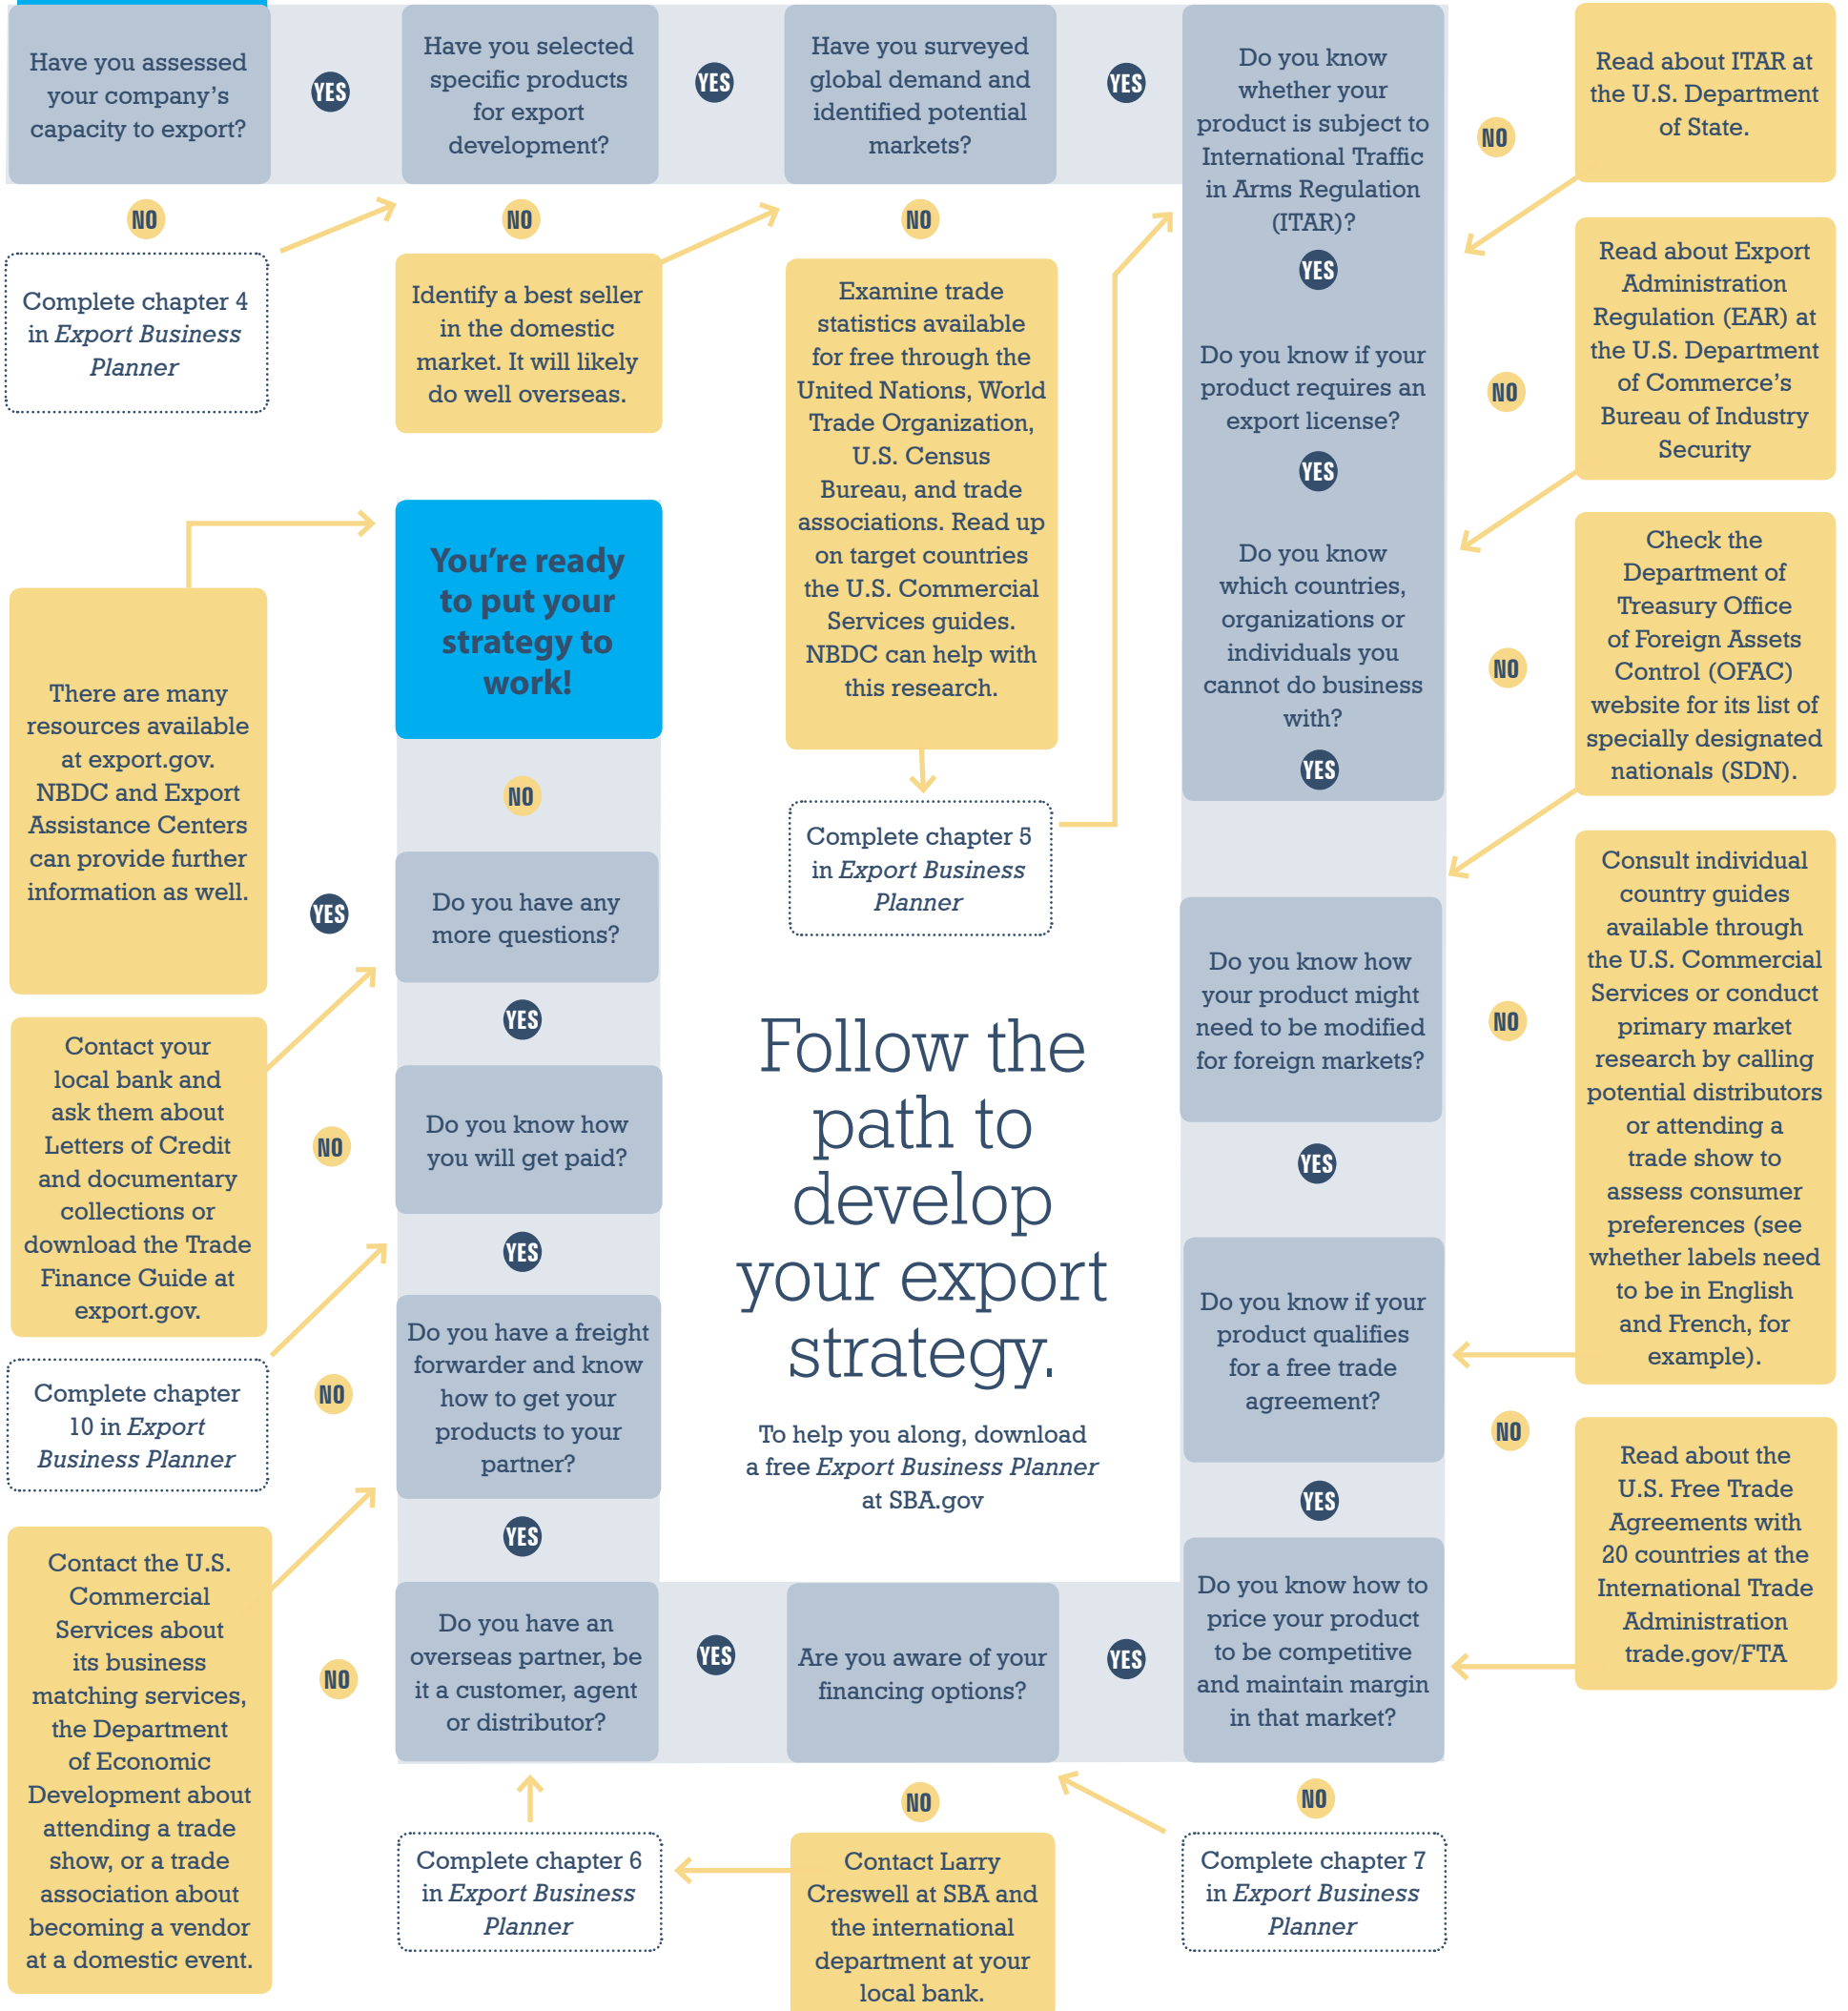 Have you assessed
your company's
capacity to export?
YES
Have you selected
specific products
for export
development?
YES
Have you surveyed
global demand and
identified potential
markets?
YES
Do you know
whether your
product is subject to
International Traffic
in Arms Regulation
(ITAR)?
NO
Read about ITAR at
the U.S. Department
of State.
NO
Complete chapter 4
in Export Business
Planner
NO
Identify a best seller
in the domestic
market. It will likely
do well overseas.
NO
Examine trade
statistics available
for free through the
United Nations, World
Trade Organization,
U.S. Census
Bureau, and trade
associations. Read up
on target countries
the U.S. Commercial
Services guides.
NBDC can help with
this research.
Complete chapter 5
in Export Business
Planner
YES
Do you know if your
product requires an
export license?
NO
Read about Export
Administration
Regulation (EAR) at
the U.S. Department
of Commerce's
Bureau of Industry
Security
YES
Do you know
which countries,
organizations or
individuals you
cannot do business
with?
NO
Check the
Department of
Treasury Office
of Foreign Assets
Control (OFAC)
website for its list of
specially designated
nationals (SDN).
YES
Do you know how
your product might
need to be modified
for foreign markets?
NO
Consult individual
country guides
available through
the U.S. Commercial
Services or conduct
primary market
research by calling
potential distributors
or attending a
trade show to
assess consumer
preferences (see
whether labels need
to be in English
and French, for
example).
YES
Do you know if your
product qualifies
for a free trade
agreement?
NO
Read about the
U.S. Free Trade
Agreements with
20 countries at the
International Trade
Administration
trade.gov/FTA
YES
Do you know how to
price your product
to be competitive
and maintain margin
in that market?
NO
Complete chapter 7
in Export Business
Planner
YES
Are you aware of your
financing options?
NO
Contact Larry
Creswell at SBA and
the international
department at your
local bank.
Complete chapter 6
in Export Business
Planner
YES
Do you have an
overseas partner, be
it a customer, agent
or distributor?
NO
Contact the U.S.
Commercial
Services about
its business
matching services,
the Department
of Economic
Development about
attending a trade
show, or a trade
association about
becoming a vendor
at a domestic event.
YES
Do you have a freight
forwarder and know
how to get your
products to your
partner?
NO
Complete chapter
10 in Export
Business Planner
YES
Do you know how
you will get paid?
NO
Contact your
local bank and
ask them about
Letters of Credit
and documentary
collections or
download the Trade
Finance Guide at
export.gov.
YES
Do you have any
more questions?
YES
There are many
resources available
at export.gov.
NBDC and Export
Assistance Centers
can provide further
information as well.
NO
You're ready
to put your
strategy to
work!
Follow the
path to
develop
your export
strategy.
To help you along, download
a free Export Business Planner
at SBA.gov